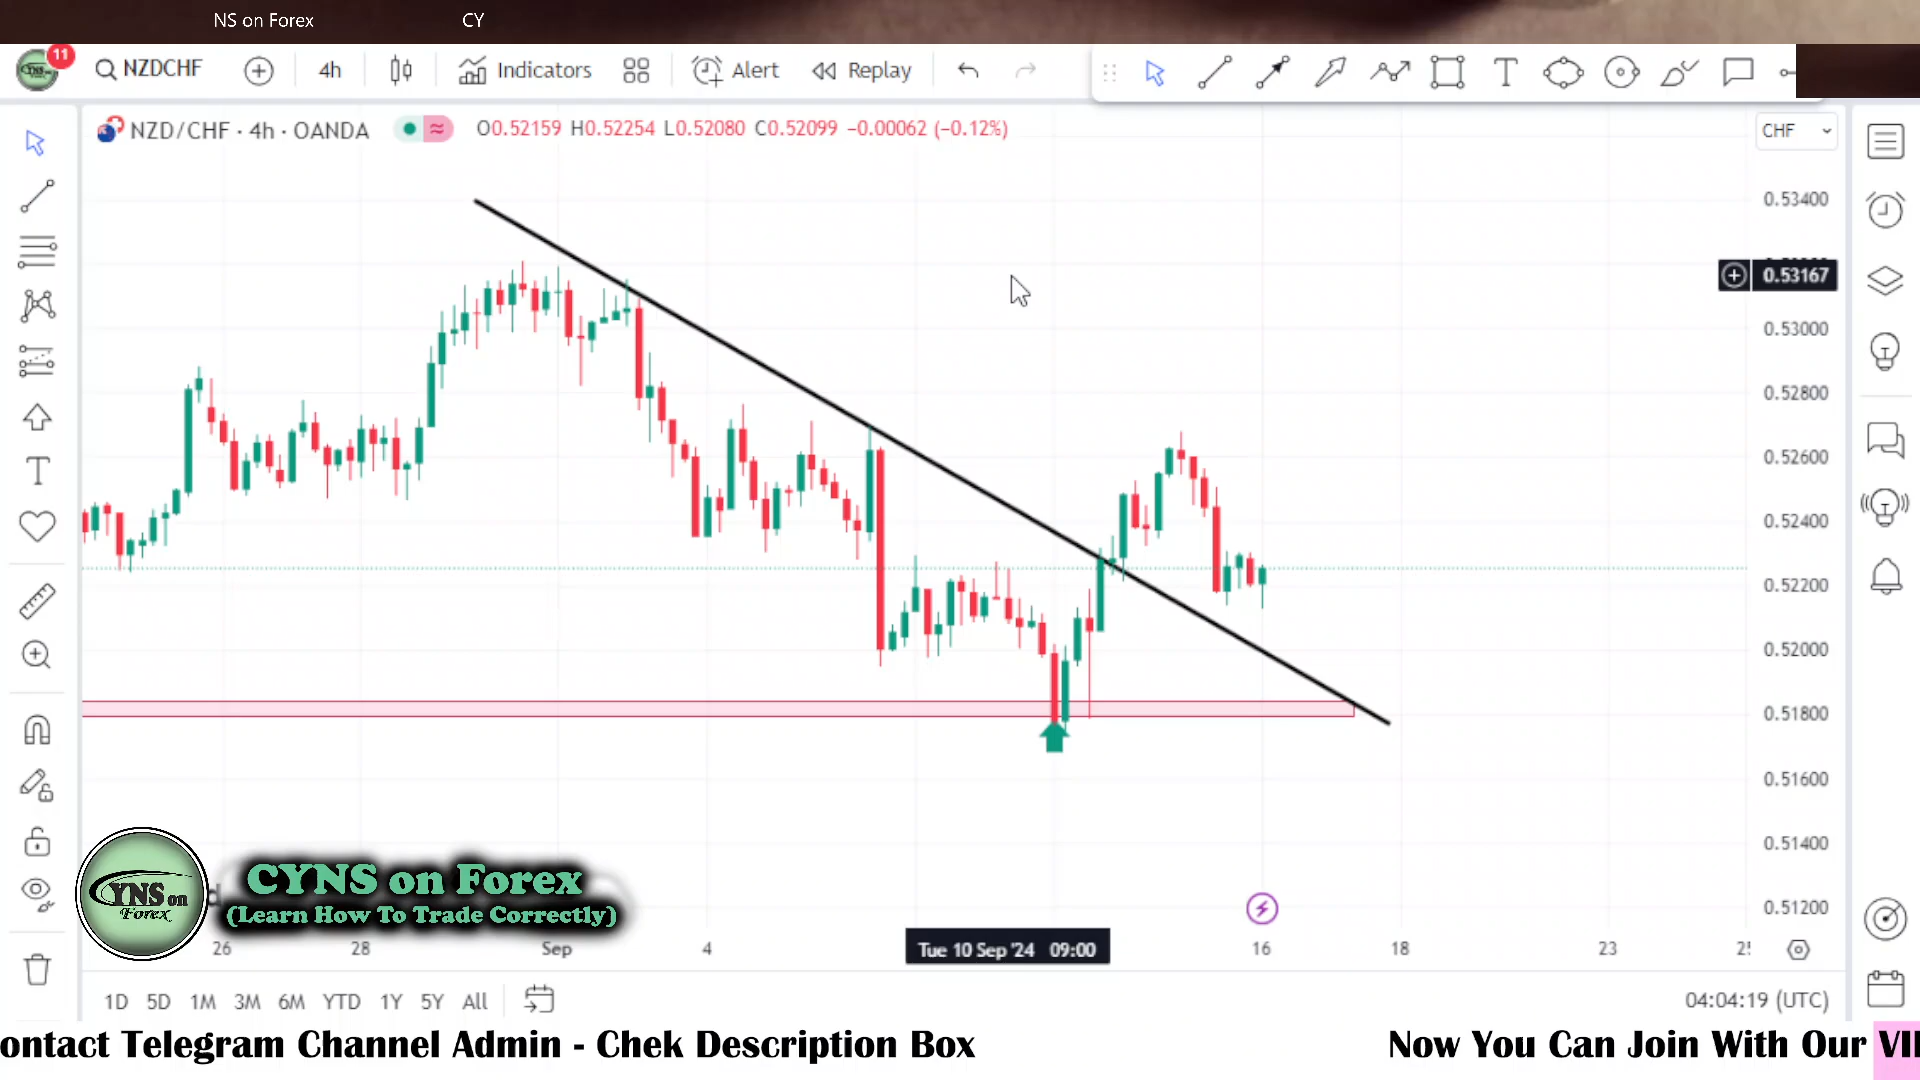 NS on Forex CY
11 NZDCHF 4h Indicators Alert Replay
NZD/CHF · 4h · OANDA O0.52159 H0.52254 L0.52080 C0.52099 −0.00062 (−0.12%) CHF
0.53400
0.53167
0.53000
0.52800
0.52600
0.52400
0.52200
0.52000
0.51800
0.51600
0.51400
0.51200
YNS on Forex
CYNS on Forex
(Learn How To Trade Correctly)
26 28 Sep 4 Tue 10 Sep '24 09:00 16 18 23
1D 5D 1M 3M 6M YTD 1Y 5Y All 04:04:19 (UTC)
ontact Telegram Channel Admin - Chek Description Box Now You Can Join With Our VI